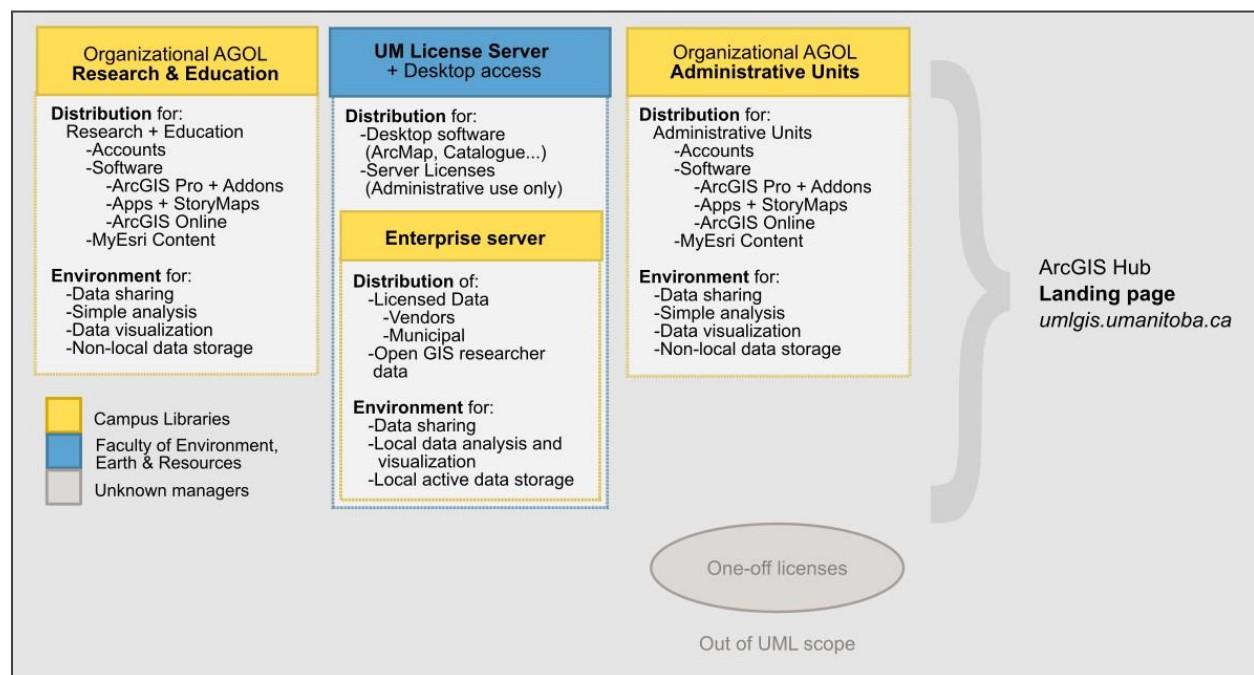 Organizational AGOL
Research & Education
Distribution for:
Research + Education
-Accounts
-Software
-ArcGIS Pro + Addons
-Apps + StoryMaps
-ArcGIS Online
-MyEsri Content
Environment for:
-Data sharing
-Simple analysis
-Data visualization
-Non-local data storage
UM License Server
+ Desktop access
Distribution for:
-Desktop software
(ArcMap, Catalogue...)
-Server Licenses
(Administrative use only)
Enterprise server
Distribution of:
-Licensed Data
-Vendors
-Municipal
-Open GIS researcher
data
Environment for:
-Data sharing
-Local data analysis and
visualization
-Local active data storage
Organizational AGOL
Administrative Units
Distribution for:
Administrative Units
-Accounts
-Software
-ArcGIS Pro + Addons
-Apps + StoryMaps
-ArcGIS Online
-MyEsri Content
Environment for:
-Data sharing
-Simple analysis
-Data visualization
-Non-local data storage
ArcGIS Hub
Landing page
umlgis.umanitoba.ca
Campus Libraries
Faculty of Environment,
Earth & Resources
Unknown managers
One-off licenses
Out of UML scope